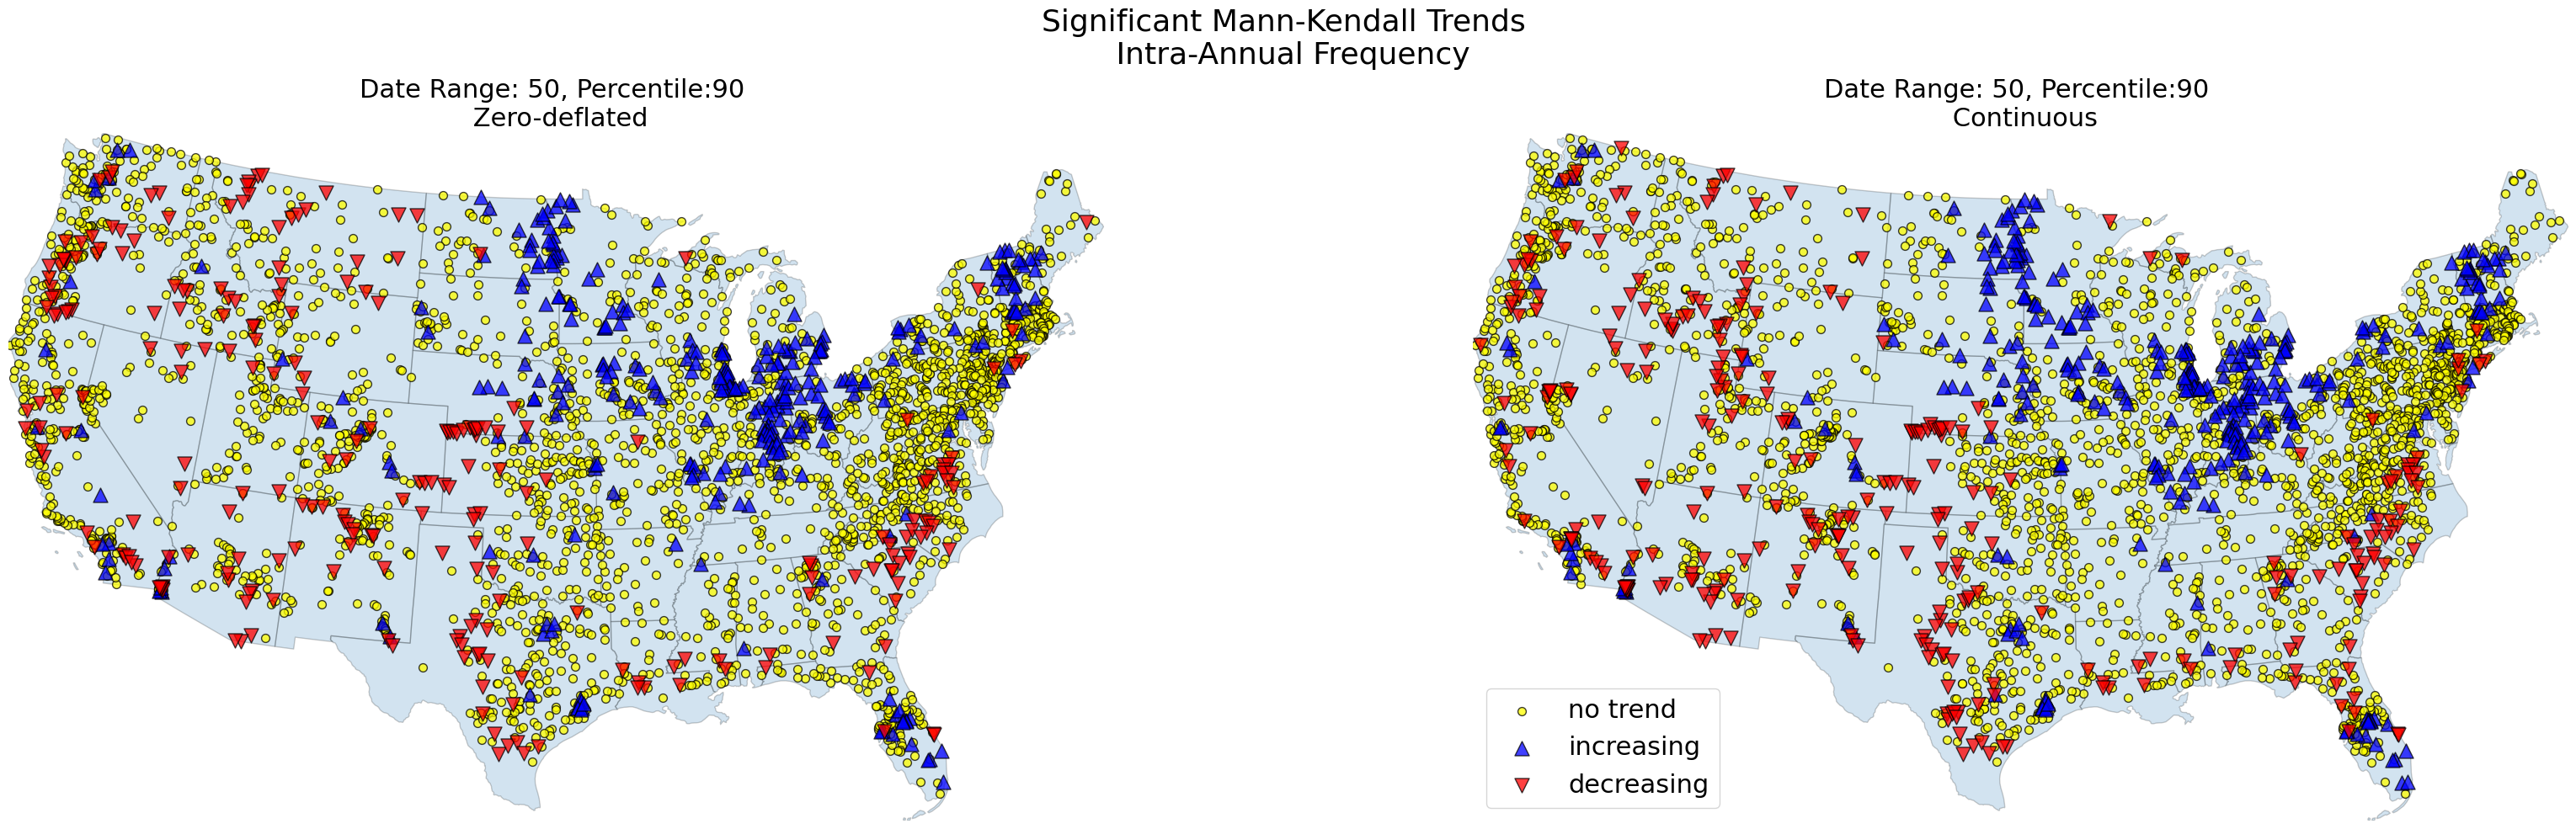 Significant Mann-Kendall Trends
Intra-Annual Frequency
Date Range: 50, Percentile:90
Zero-deflated
Date Range: 50, Percentile:90
Continuous
no trend
increasing
decreasing